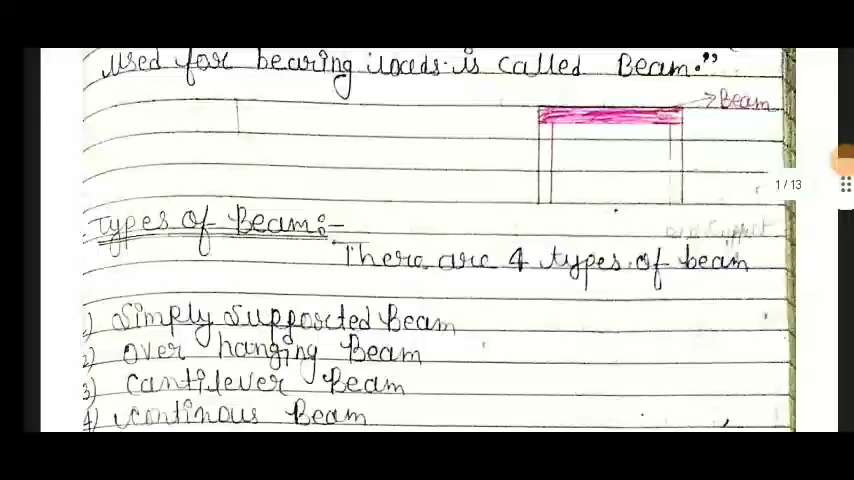 used for bearing loads is called Beam."
Beam
1/13
Types of Beam:-
There are 4 types of beam
1) Simply Supported Beam
2) over hanging Beam
3) cantilever Beam
4) continous Beam